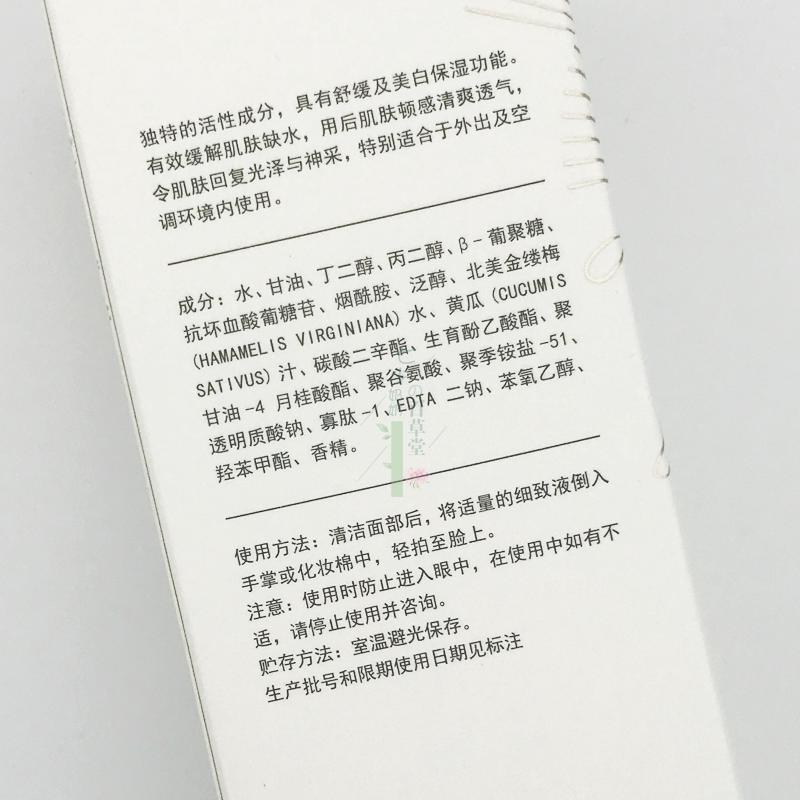 独特的活性成分，具有舒缓及美白保湿功能。
有效缓解肌肤缺水，用后肌肤顿感清爽透气，
令肌肤回复光泽与神采，特别适合于外出及空
调环境内使用。
成分：水、甘油、丁二醇、丙二醇、β-葡聚糖、
抗坏血酸葡糖苷、烟酰胺、泛醇、北美金缕梅
(HAMAMELIS VIRGINIANA)水、黄瓜(CUCUMIS
SATIVUS)汁、碳酸二辛酯、生育酚乙酸酯、聚
甘油-4 月桂酸酯、聚谷氨酸、聚季铵盐-51、
透明质酸钠、寡肽-1、EDTA 二钠、苯氧乙醇、
羟苯甲酯、香精。
使用方法：清洁面部后，将适量的细致液倒入
手掌或化妆棉中，轻拍至脸上。
注意：使用时防止进入眼中，在使用中如有不
适，请停止使用并咨询。
贮存方法：室温避光保存。
生产批号和限期使用日期见标注
草堂